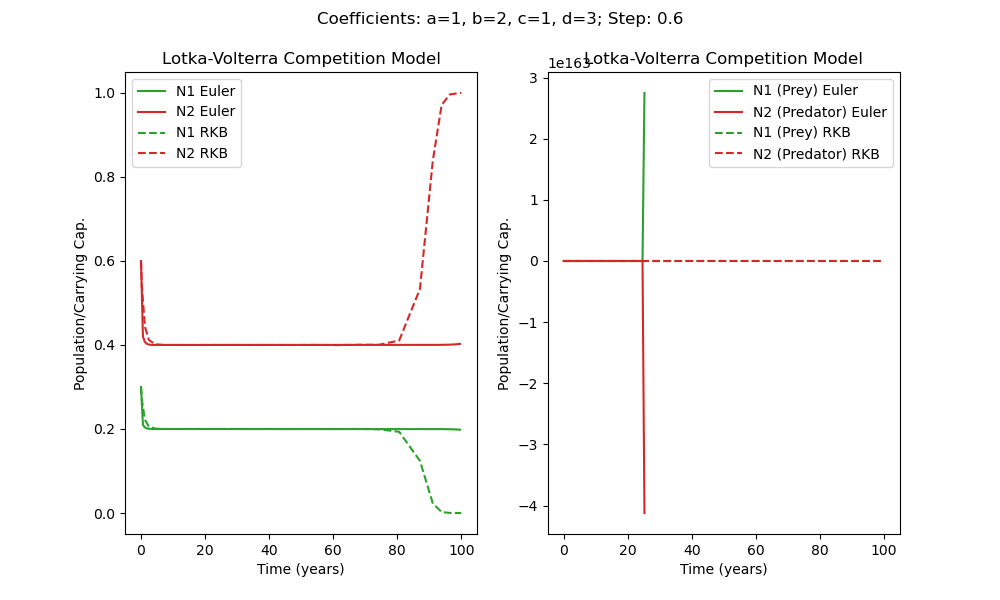 Coefficients: a=1, b=2, c=1, d=3; Step: 0.6
Lotka-Volterra Competition Model
N1 Euler
N2 Euler
N1 RKB
N2 RKB
1.0
0.8
0.6
0.4
0.2
0.0
Population/Carrying Cap.
0 20 40 60 80 100
Time (years)
1e163
Lotka-Volterra Competition Model
N1 (Prey) Euler
N2 (Predator) Euler
N1 (Prey) RKB
N2 (Predator) RKB
3
2
1
0
−1
−2
−3
−4
Population/Carrying Cap.
0 20 40 60 80 100
Time (years)